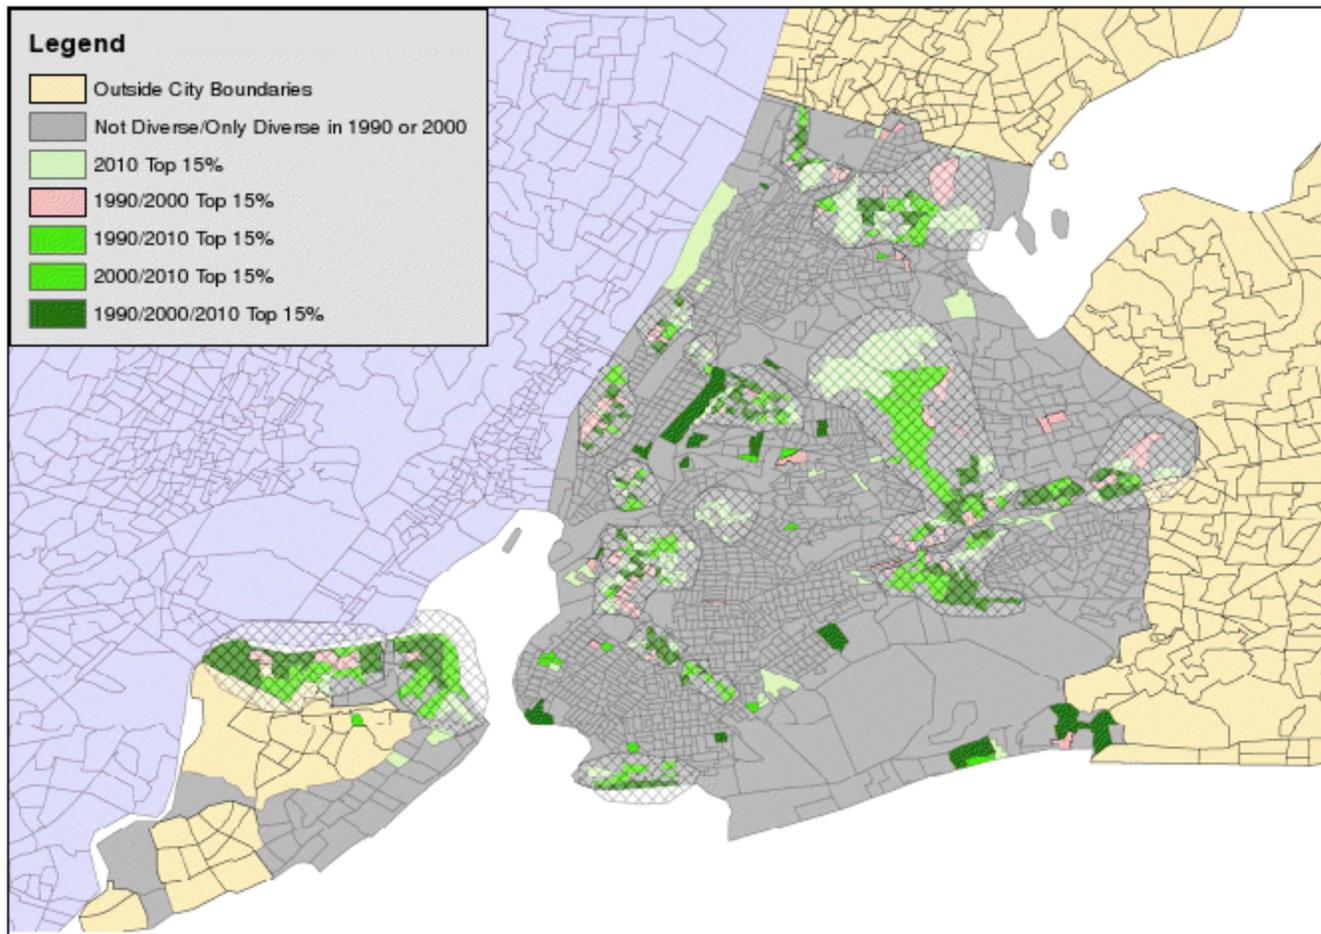 Legend
Outside City Boundaries
Not Diverse/Only Diverse in 1990 or 2000
2010 Top 15%
1990/2000 Top 15%
1990/2010 Top 15%
2000/2010 Top 15%
1990/2000/2010 Top 15%